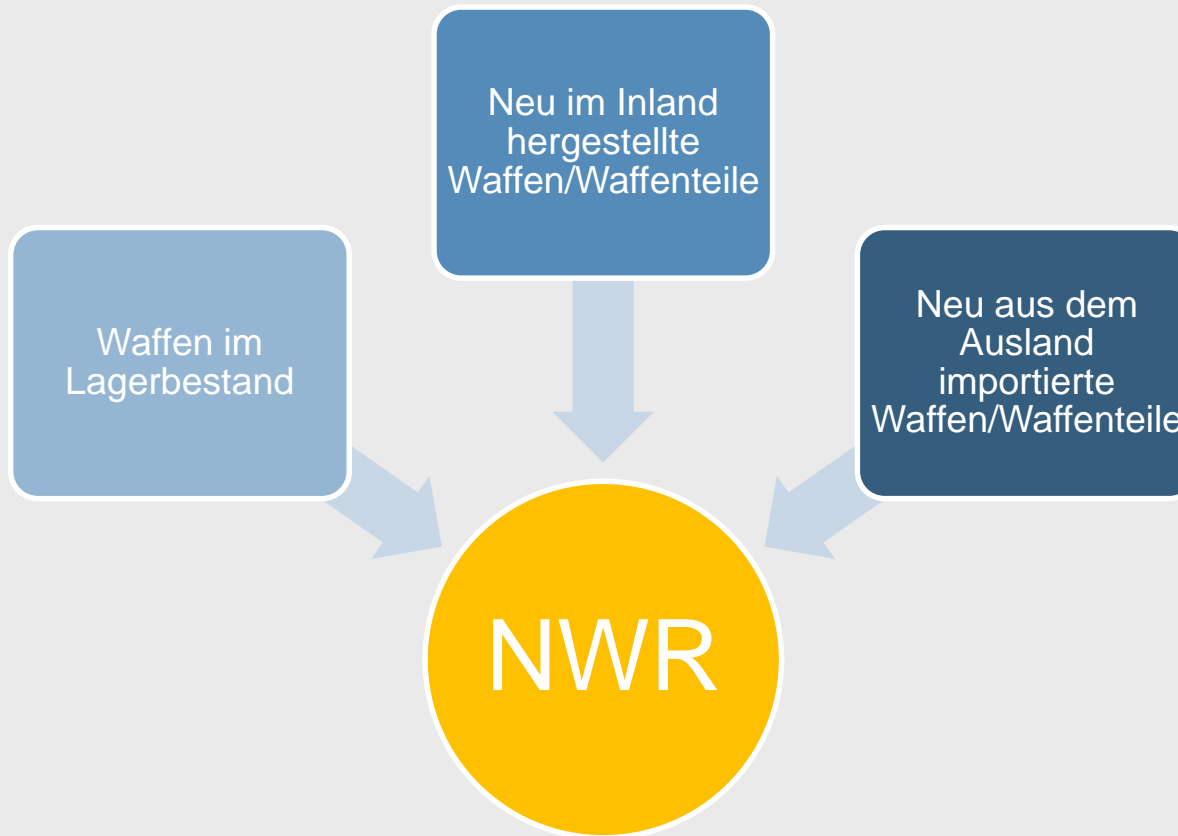 Neu im Inland
hergestellte
Waffen/Waffenteile
Waffen im
Lagerbestand
Neu aus dem
Ausland
importierte
Waffen/Waffenteile
NWR